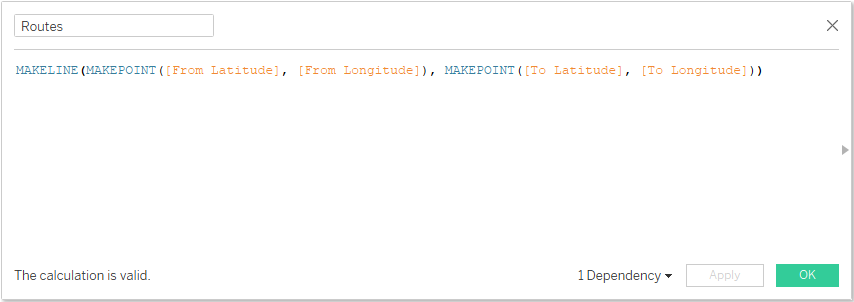 Routes
MAKELINE(MAKEPOINT([From Latitude], [From Longitude]), MAKEPOINT([To Latitude], [To Longitude]))
The calculation is valid.
1 Dependency
Apply
OK